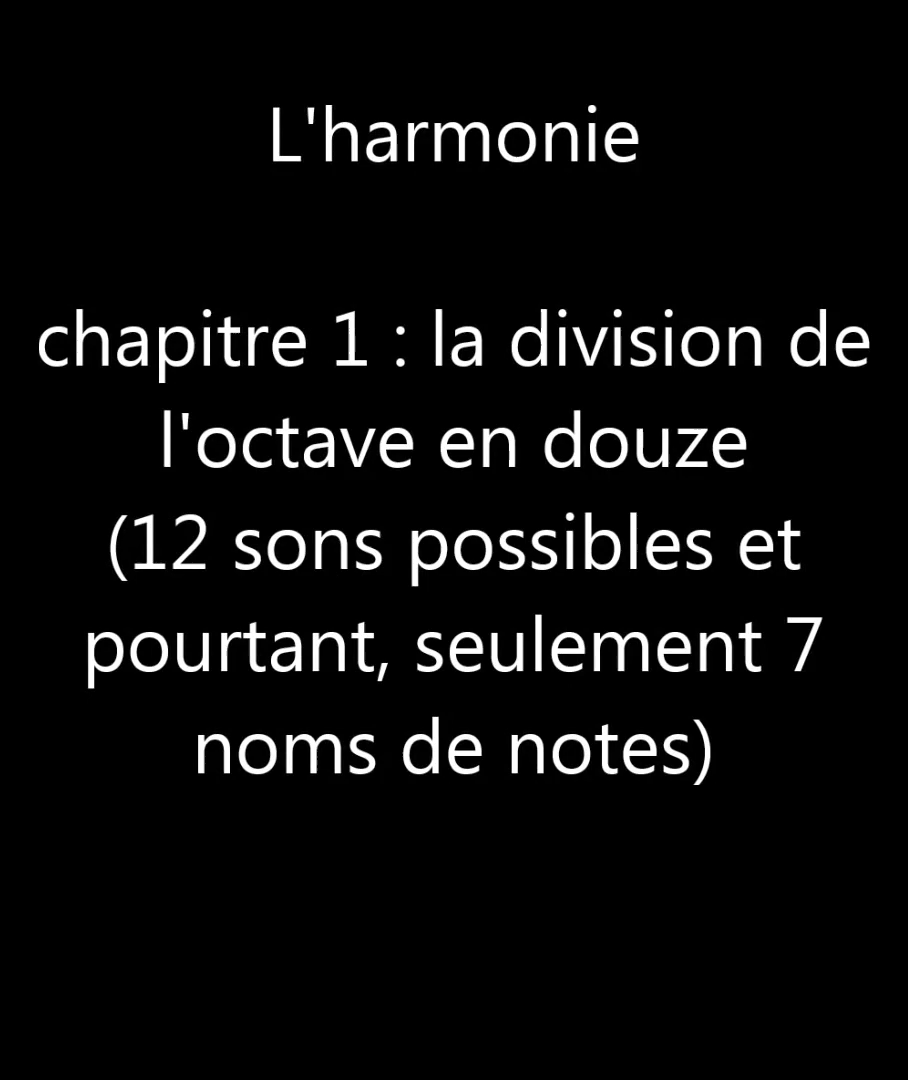 L'harmonie
chapitre 1 : la division de
l'octave en douze
(12 sons possibles et
pourtant, seulement 7
noms de notes)